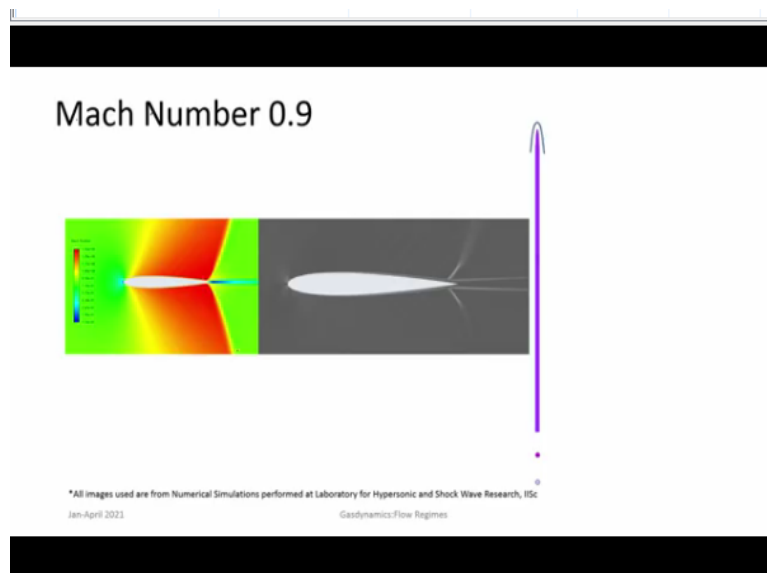 Mach Number 0.9
*All images used are from Numerical Simulations performed at Laboratory for Hypersonic and Shock Wave Research, IISc
Jan-April 2021
Gasdynamics:Flow Regimes